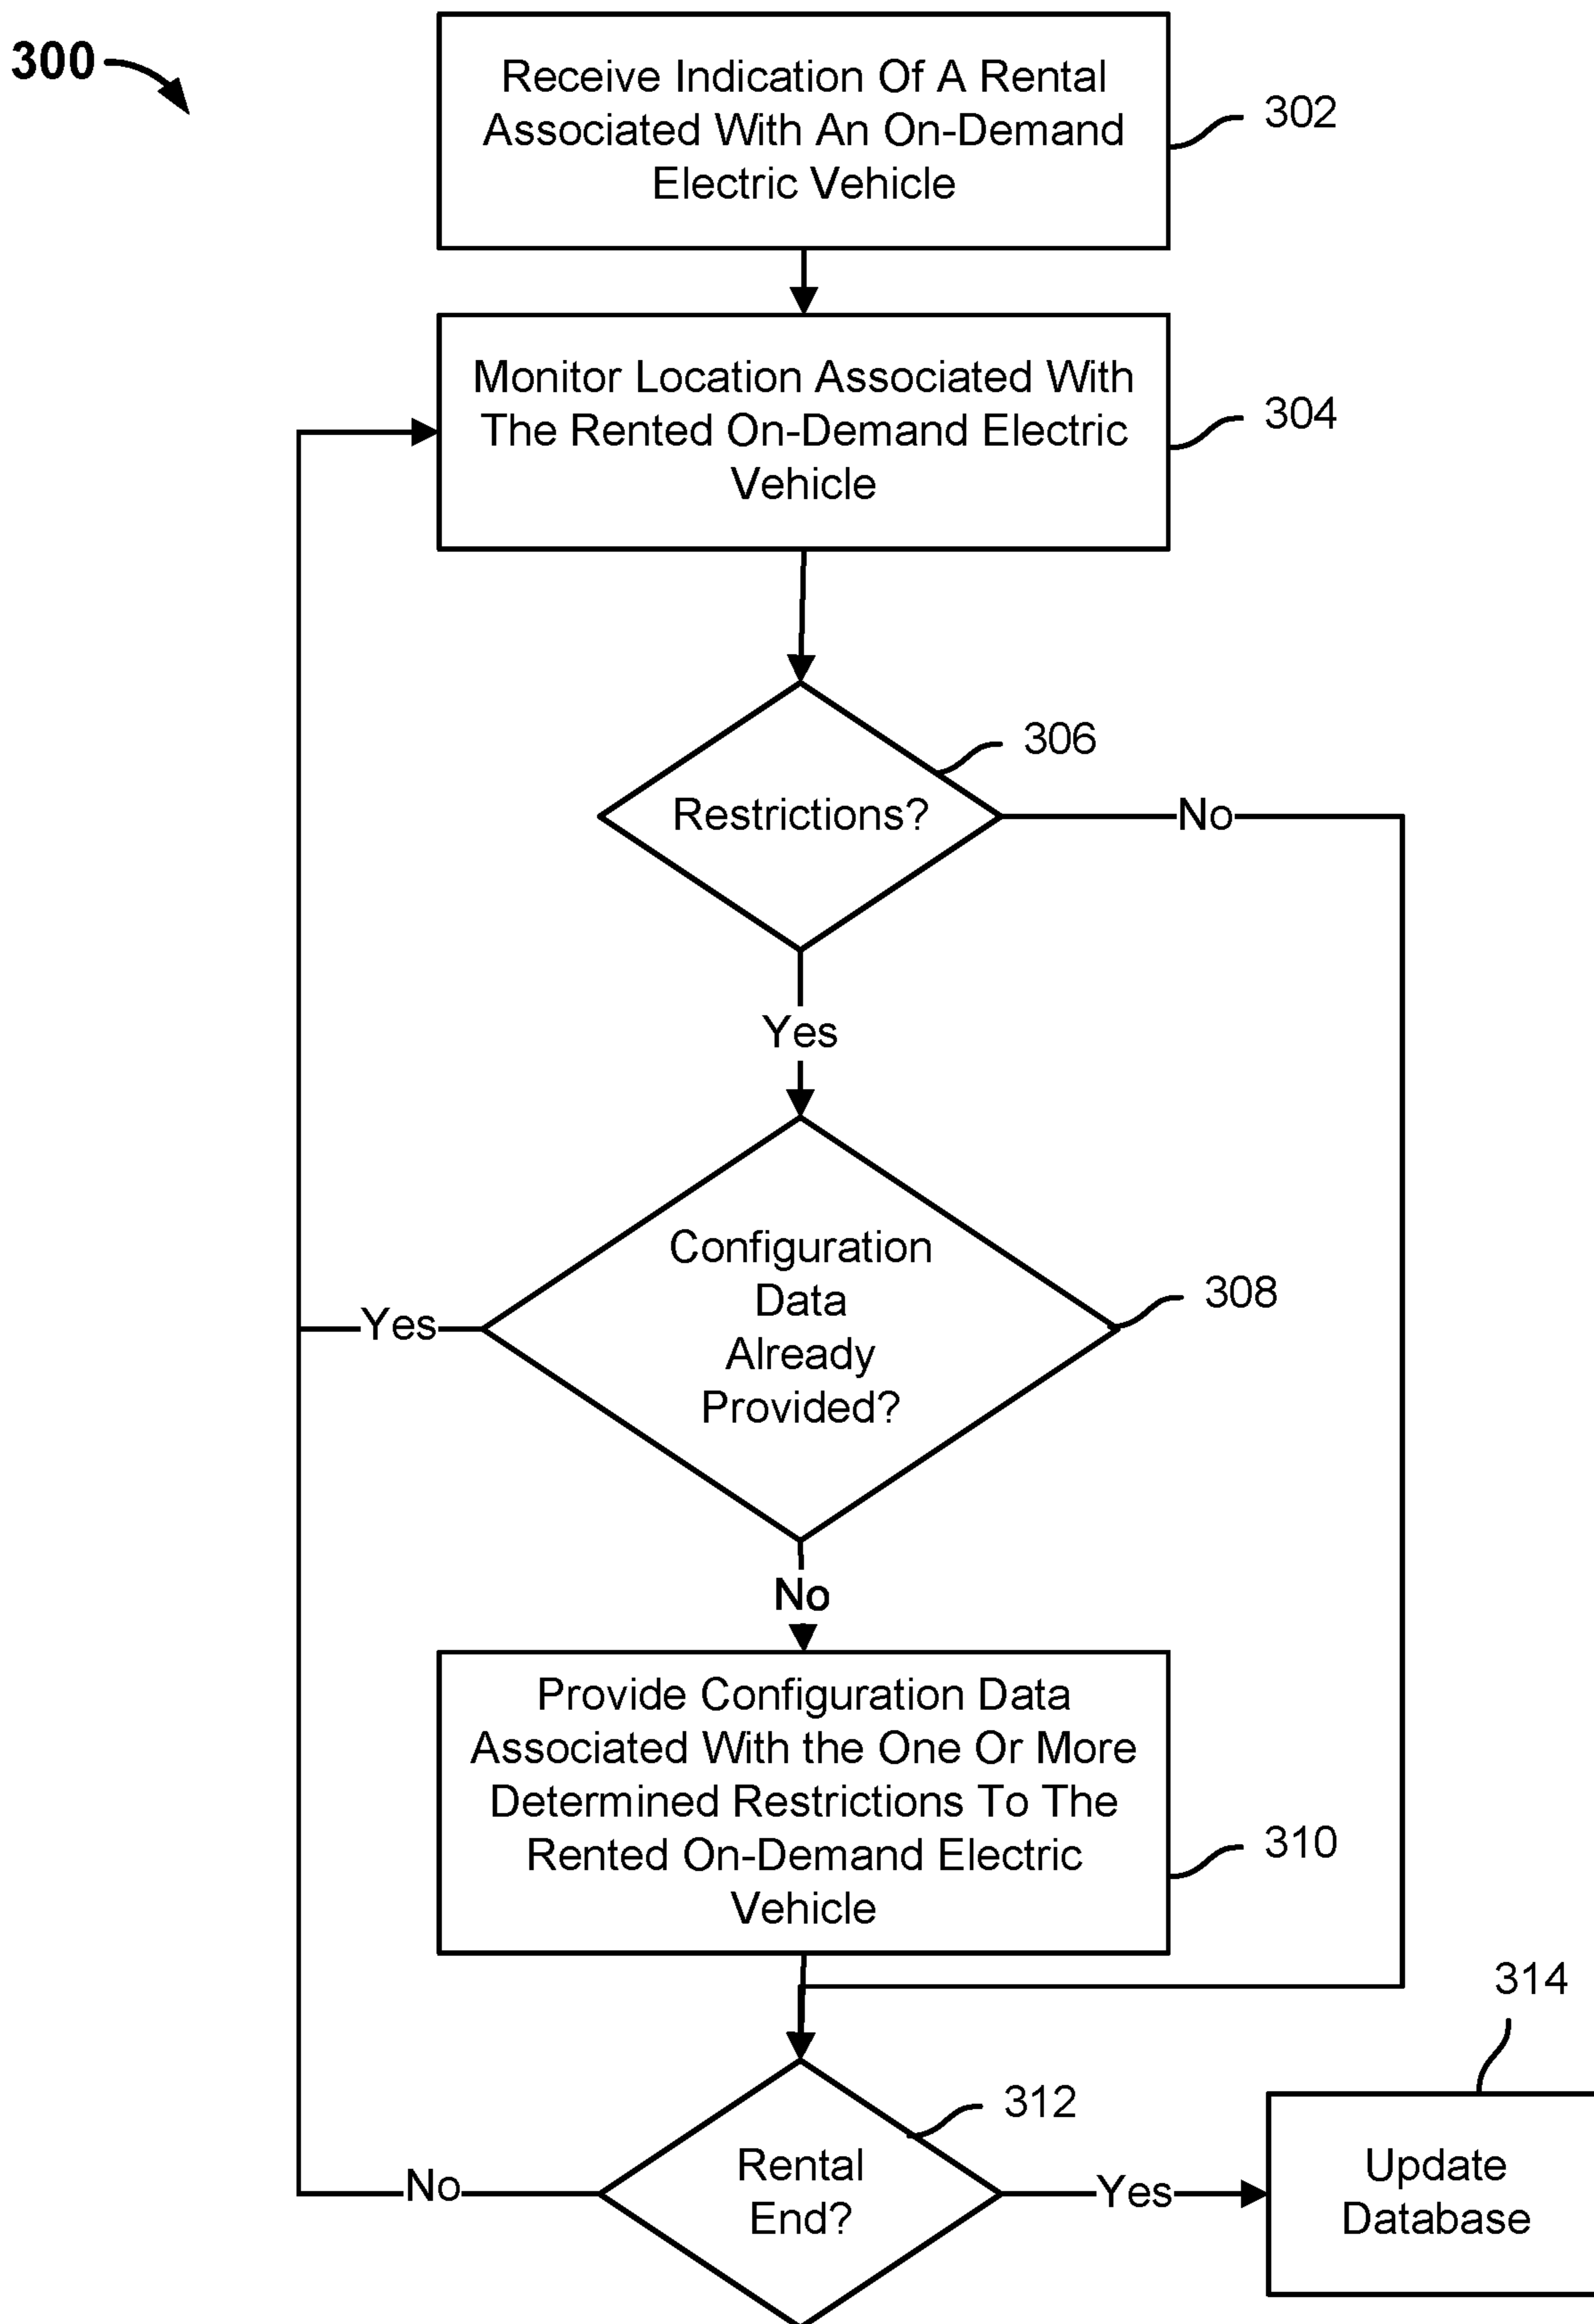 300
Receive Indication Of A Rental
Associated With An On-Demand
Electric Vehicle
302
Monitor Location Associated With
The Rented On-Demand Electric
Vehicle
304
306
Restrictions?
No
Yes
Configuration
Data
Already
Provided?
308
Yes
No
Provide Configuration Data
Associated With the One Or More
Determined Restrictions To The
Rented On-Demand Electric
Vehicle
310
314
312
Rental
End?
No
Yes
Update
Database